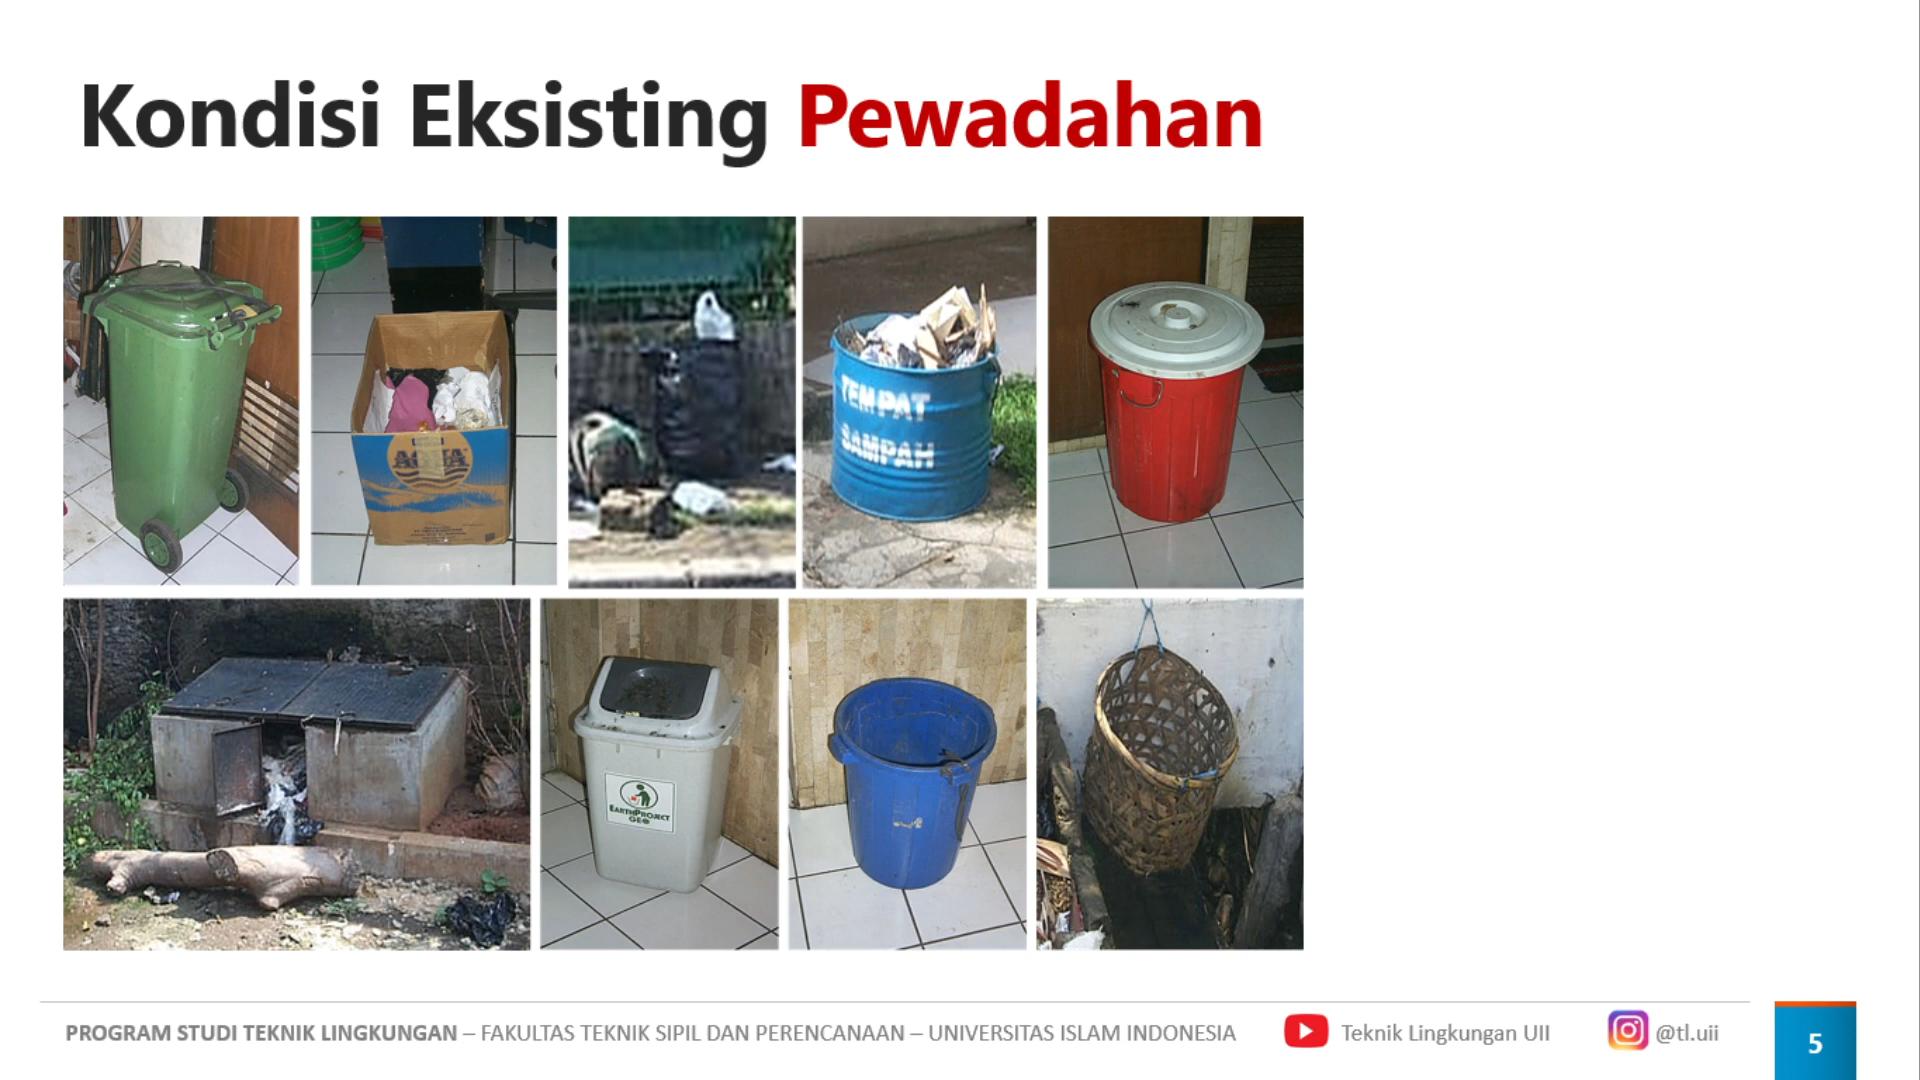 Kondisi Eksisting Pewadahan
AQUA
TEMPAT
SAMPAH
EARTHPROJECT
GEO
PROGRAM STUDI TEKNIK LINGKUNGAN – FAKULTAS TEKNIK SIPIL DAN PERENCANAAN – UNIVERSITAS ISLAM INDONESIA
Teknik Lingkungan UII
@tl.uii
5